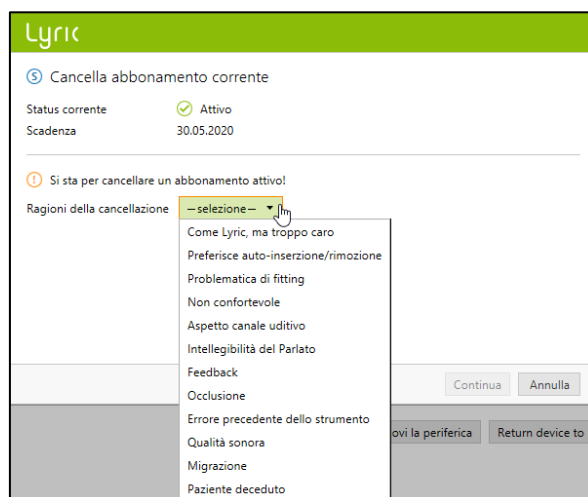 Lyric
Cancella abbonamento corrente
Status corrente Attivo
Scadenza 30.05.2020
Si sta per cancellare un abbonamento attivo!
Ragioni della cancellazione —selezione—
Come Lyric, ma troppo caro
Preferisce auto-inserzione/rimozione
Problematica di fitting
Non confortevole
Aspetto canale uditivo
Intellegibilità del Parlato
Feedback
Occlusione
Errore precedente dello strumento
Qualità sonora
Migrazione
Paziente deceduto
Continua Annulla
ovi la periferica Return device to